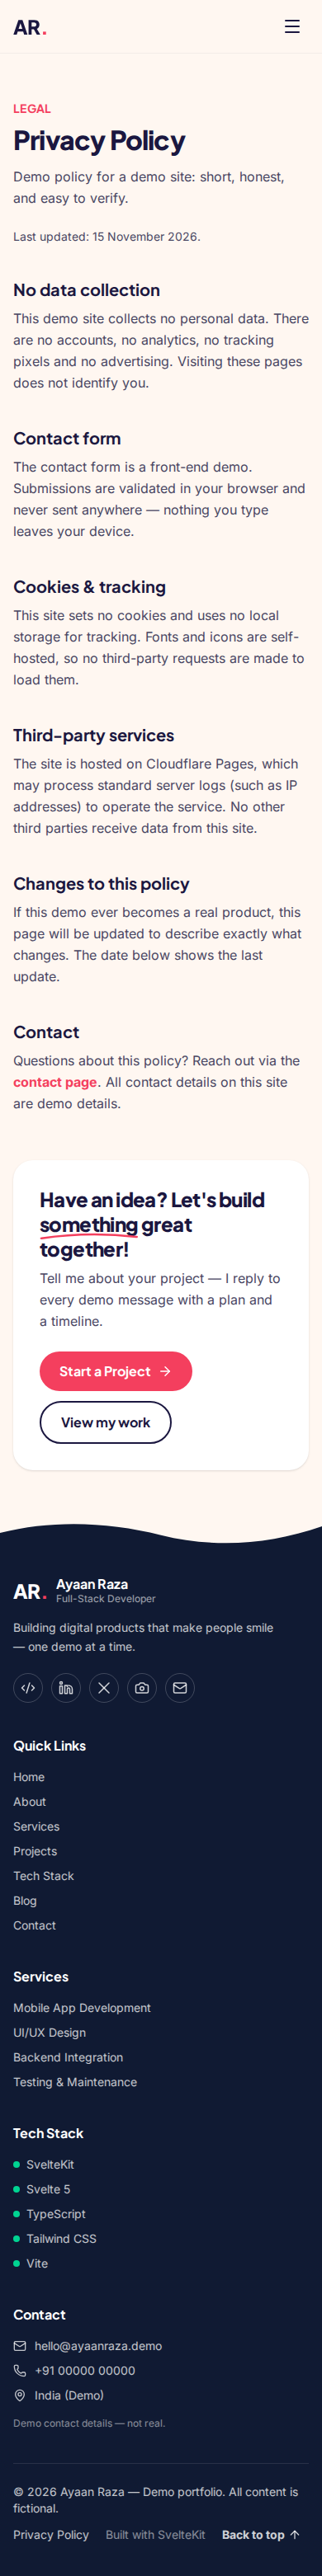 AR.
LEGAL
Privacy Policy
Demo policy for a demo site: short, honest,
and easy to verify.
Last updated: 15 November 2026.
No data collection
This demo site collects no personal data. There
are no accounts, no analytics, no tracking
pixels and no advertising. Visiting these pages
does not identify you.
Contact form
The contact form is a front-end demo.
Submissions are validated in your browser and
never sent anywhere — nothing you type
leaves your device.
Cookies & tracking
This site sets no cookies and uses no local
storage for tracking. Fonts and icons are self-
hosted, so no third-party requests are made to
load them.
Third-party services
The site is hosted on Cloudflare Pages, which
may process standard server logs (such as IP
addresses) to operate the service. No other
third parties receive data from this site.
Changes to this policy
If this demo ever becomes a real product, this
page will be updated to describe exactly what
changes. The date below shows the last
update.
Contact
Questions about this policy? Reach out via the
contact page. All contact details on this site
are demo details.
Have an idea? Let's build
something great
together!
Tell me about your project — I reply to
every demo message with a plan and
a timeline.
Start a Project
View my work
AR.
Ayaan Raza
Full-Stack Developer
Building digital products that make people smile
— one demo at a time.
Quick Links
Home
About
Services
Projects
Tech Stack
Blog
Contact
Services
Mobile App Development
UI/UX Design
Backend Integration
Testing & Maintenance
Tech Stack
SvelteKit
Svelte 5
TypeScript
Tailwind CSS
Vite
Contact
hello@ayaanraza.demo
+91 00000 00000
India (Demo)
Demo contact details — not real.
© 2026 Ayaan Raza — Demo portfolio. All content is
fictional.
Privacy Policy Built with SvelteKit Back to top